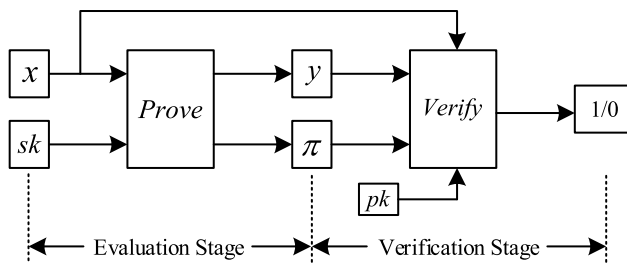 x
Prove
y
Verify
1/0
sk
π
pk
Evaluation Stage
Verification Stage